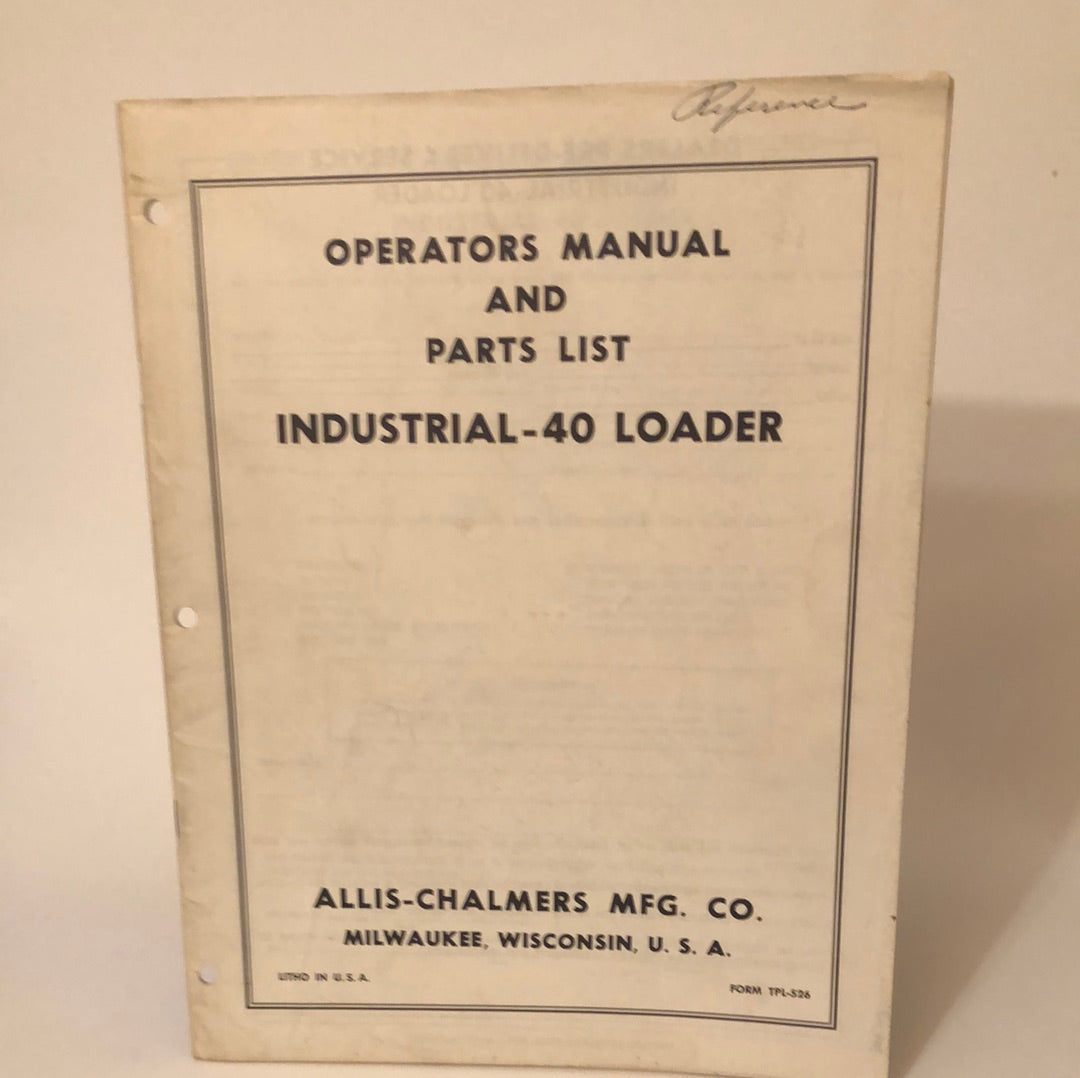 Reference
OPERATORS MANUAL
AND
PARTS LIST
INDUSTRIAL-40 LOADER
ALLIS-CHALMERS MFG. CO.
MILWAUKEE, WISCONSIN, U. S. A.
LITHO IN U.S.A.
FORM TPL-526